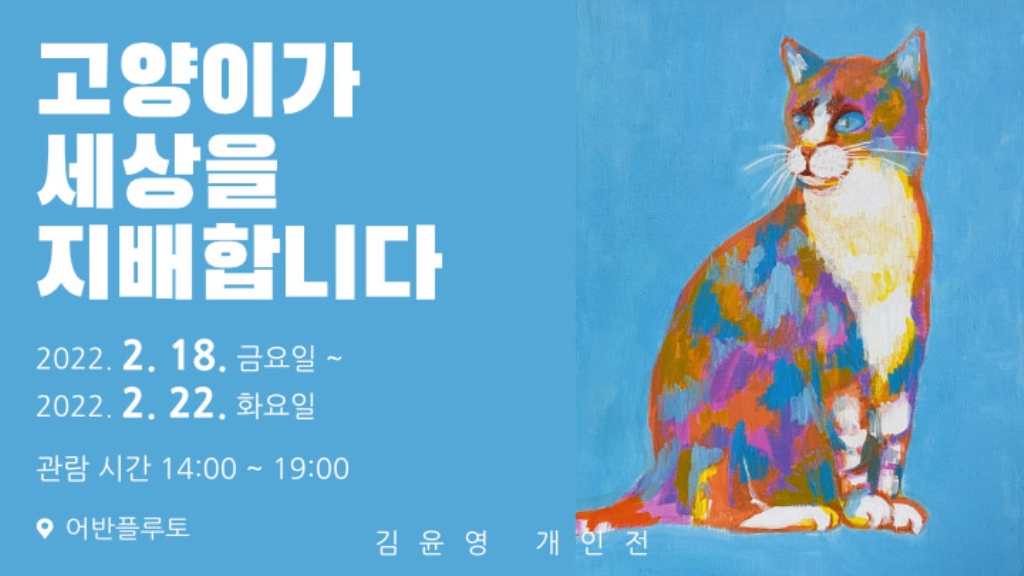 고양이가
세상을
지배합니다
2022. 2. 18. 금요일 ~
2022. 2. 22. 화요일
관람 시간 14:00 ~ 19:00
어반플루토
김윤영 개인전